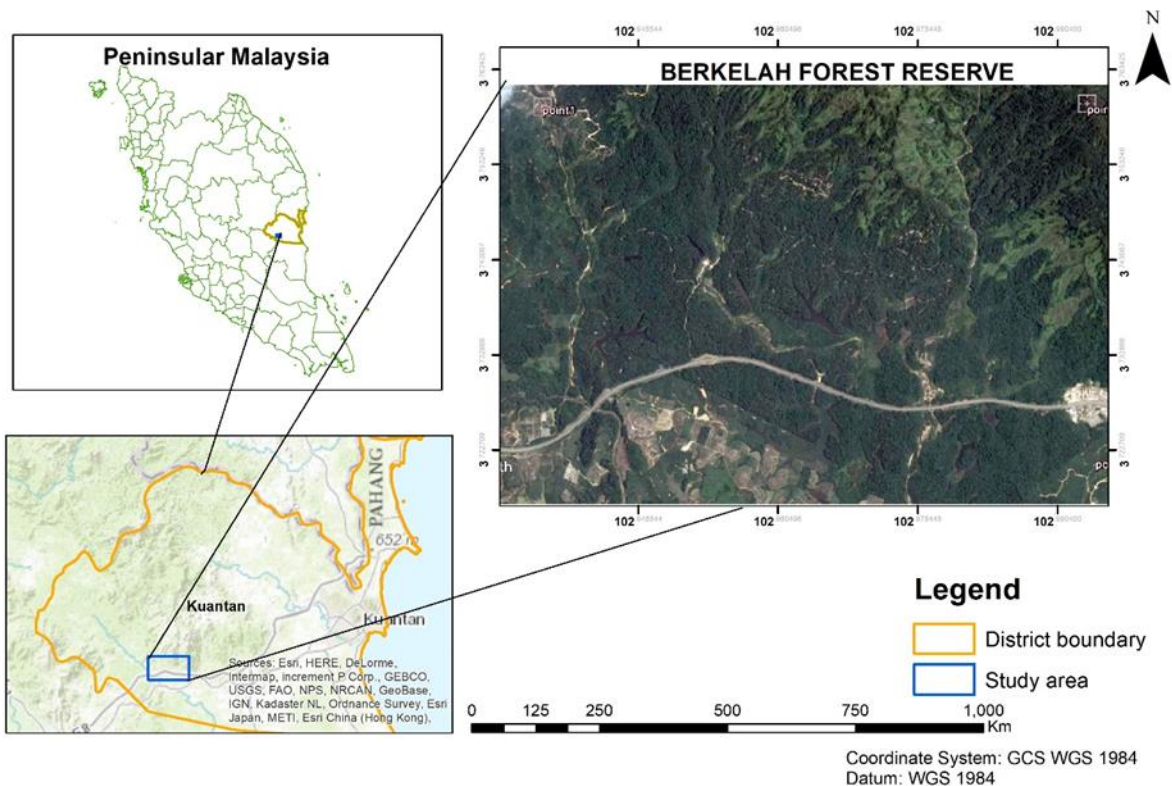 N
Peninsular Malaysia
BERKELAH FOREST RESERVE
point1
102 102 102 102
3
3
3
3
3
th
102 102 102 102
PAHANG
652 m
Kuantan
Kuantan
Sources: Esri, HERE, DeLorme,
Intermap, increment P Corp., GEBCO,
USGS, FAO, NPS, NRCAN, GeoBase,
IGN, Kadaster NL, Ordnance Survey, Esri
Japan, METI, Esri China (Hong Kong),
Legend
District boundary
Study area
0 125 250 500 750 1,000
Km
Coordinate System: GCS WGS 1984
Datum: WGS 1984